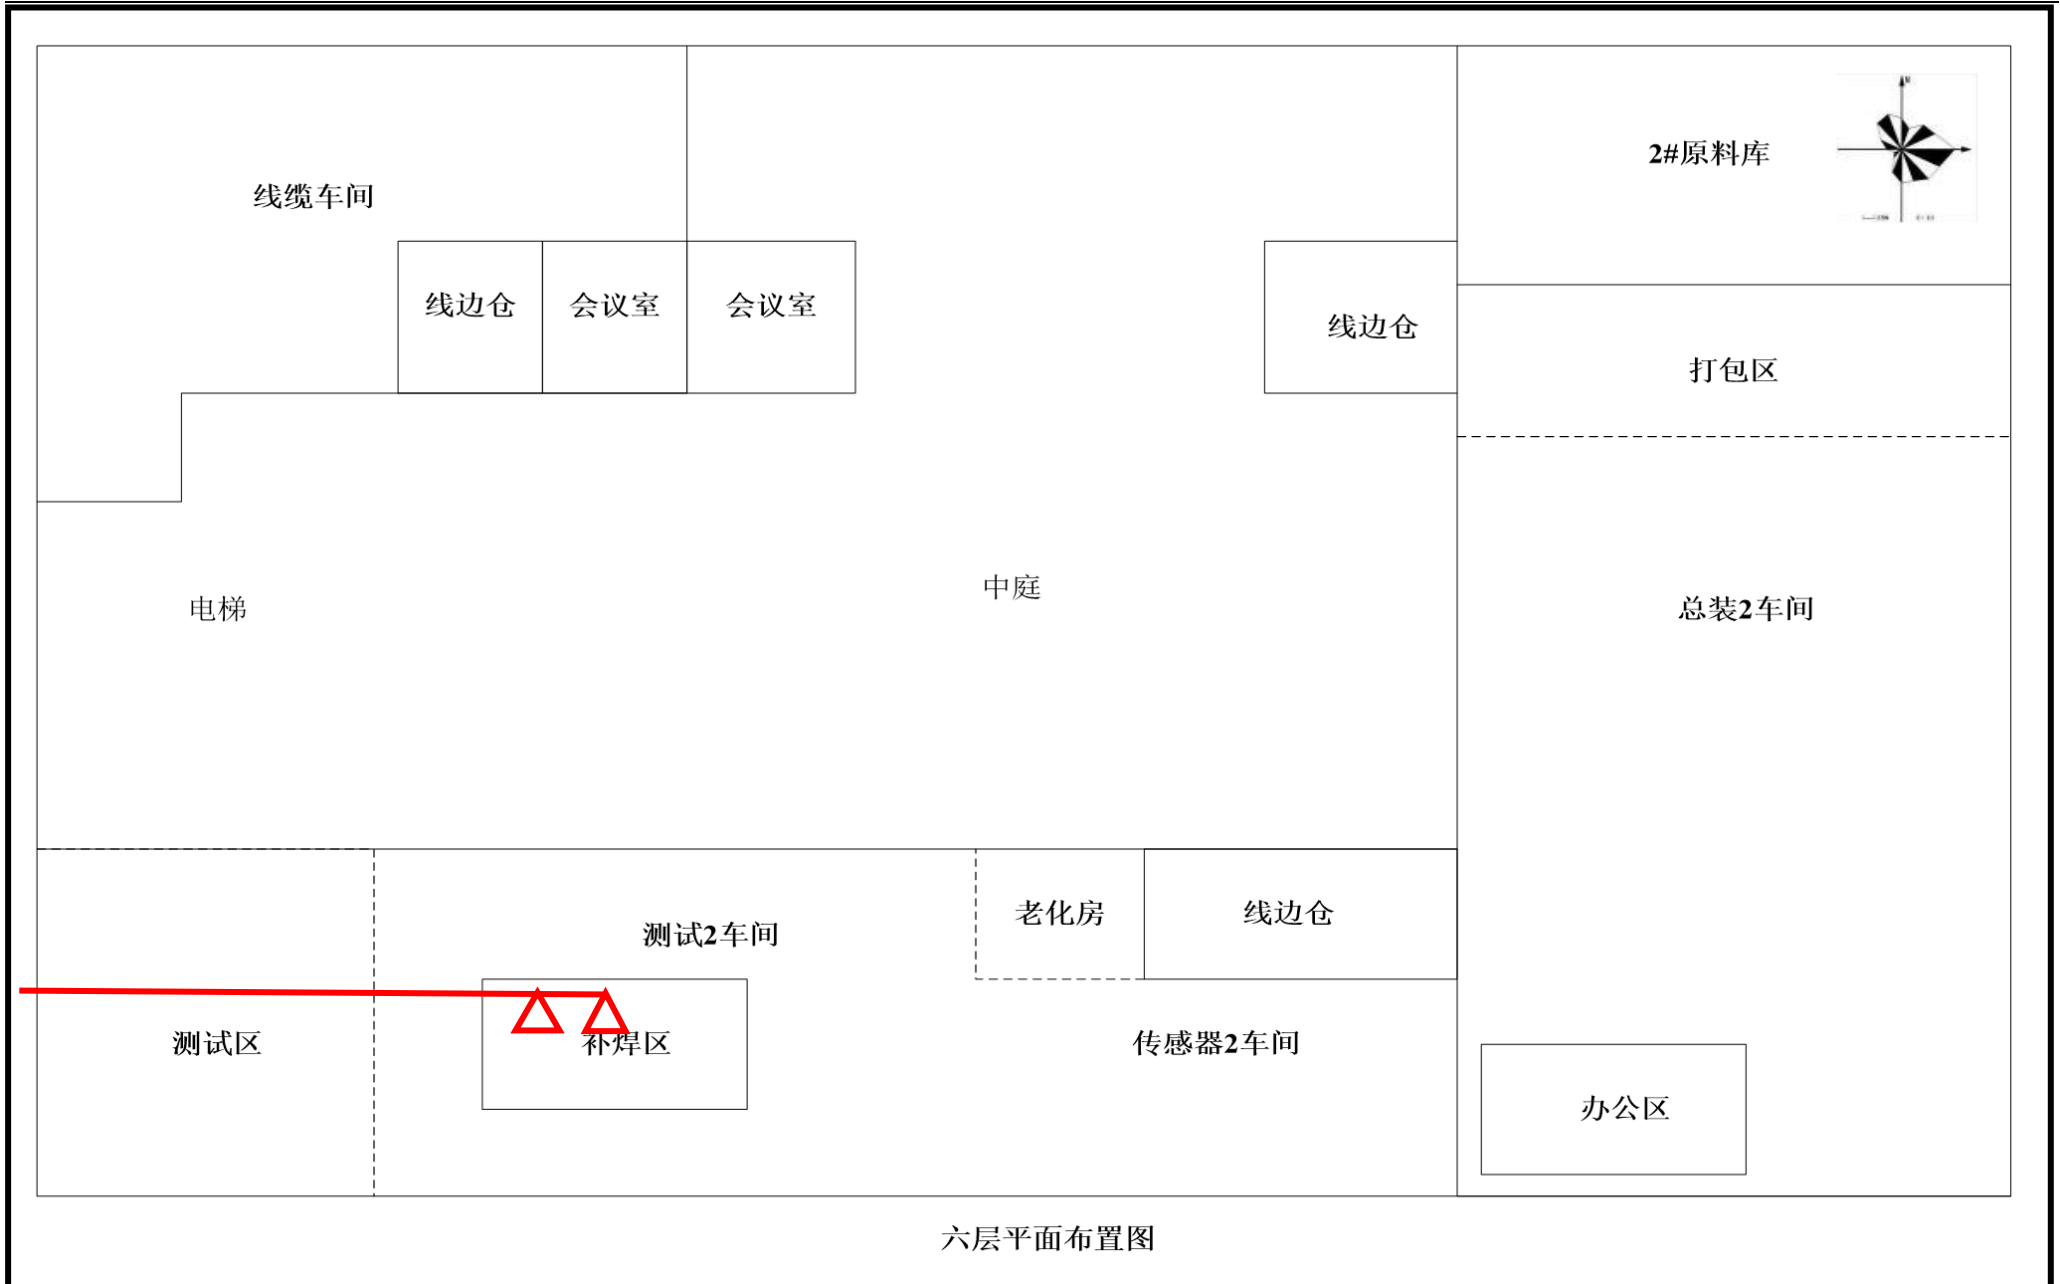 2#原料库
N
线缆车间
线边仓
会议室
会议室
线边仓
打包区
电梯
中庭
总装2车间
老化房
线边仓
测试2车间
测试区
补焊区
传感器2车间
办公区
六层平面布置图